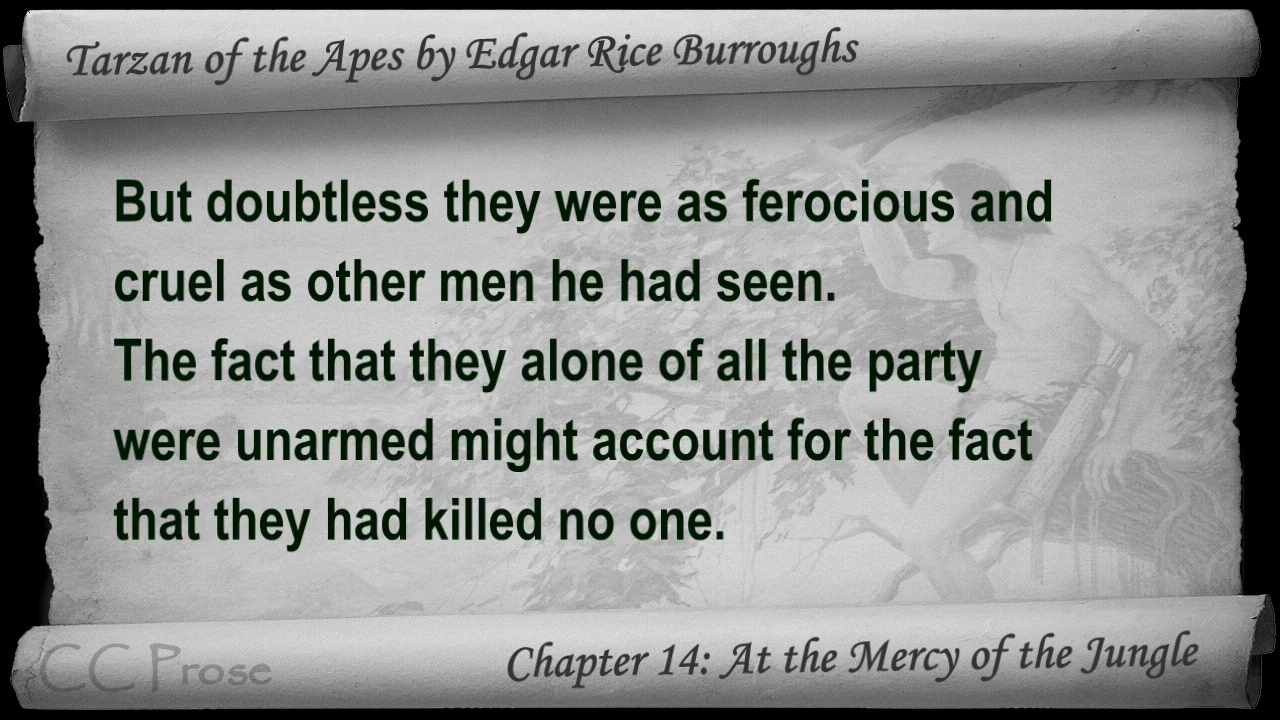 Tarzan of the Apes by Edgar Rice Burroughs
But doubtless they were as ferocious and
cruel as other men he had seen.
The fact that they alone of all the party
were unarmed might account for the fact
that they had killed no one.
CC Prose
Chapter 14: At the Mercy of the Jungle